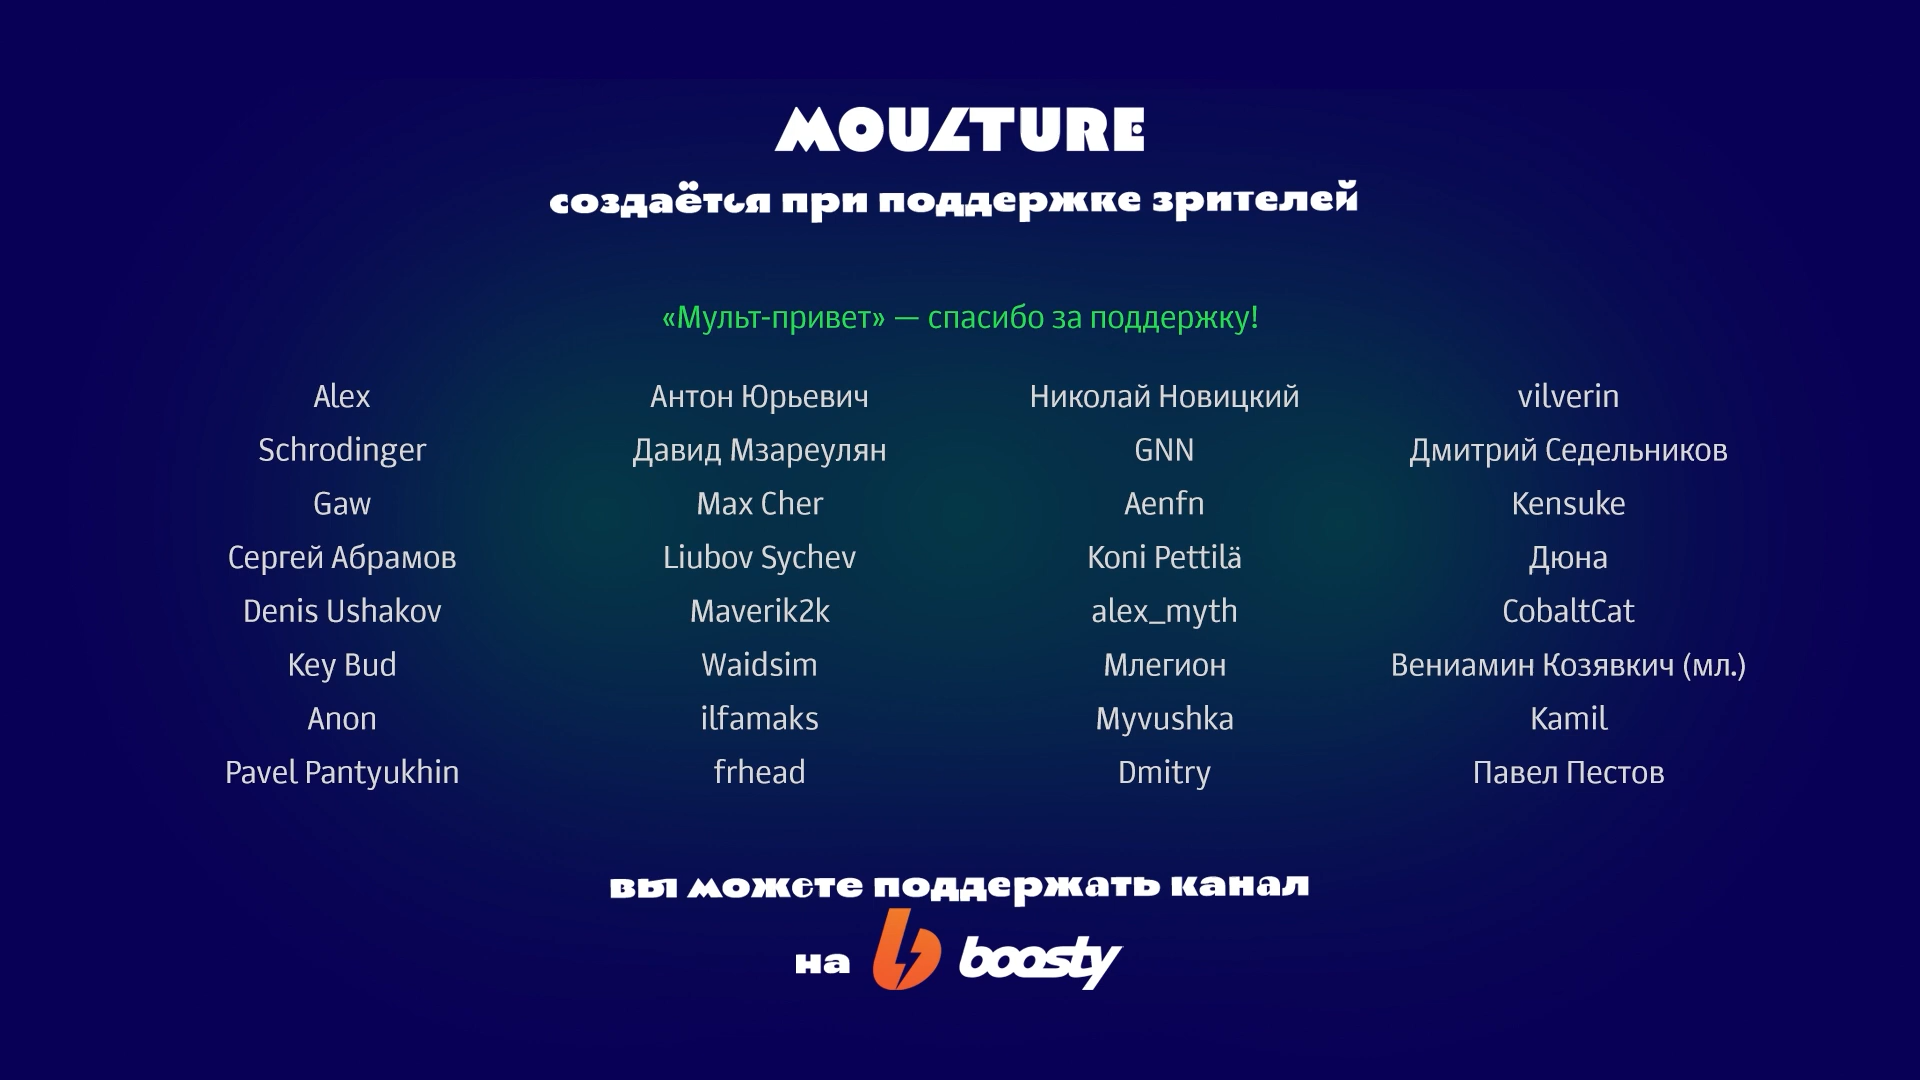 MOULTURE
создаётся при поддержке зрителей
«Мульт-привет» — спасибо за поддержку!
Alex Антон Юрьевич Николай Новицкий vilverin
Schrodinger Давид Мзареулян GNN Дмитрий Седельников
Gaw Max Cher Aenfn Kensuke
Сергей Абрамов Liubov Sychev Koni Pettilä Дюна
Denis Ushakov Maverik2k alex_myth CobaltCat
Key Bud Waidsim Млегион Вениамин Козявкич (мл.)
Anon ilfamaks Myvushka Kamil
Pavel Pantyukhin frhead Dmitry Павел Пестов
вы можете поддержать канал
на boosty